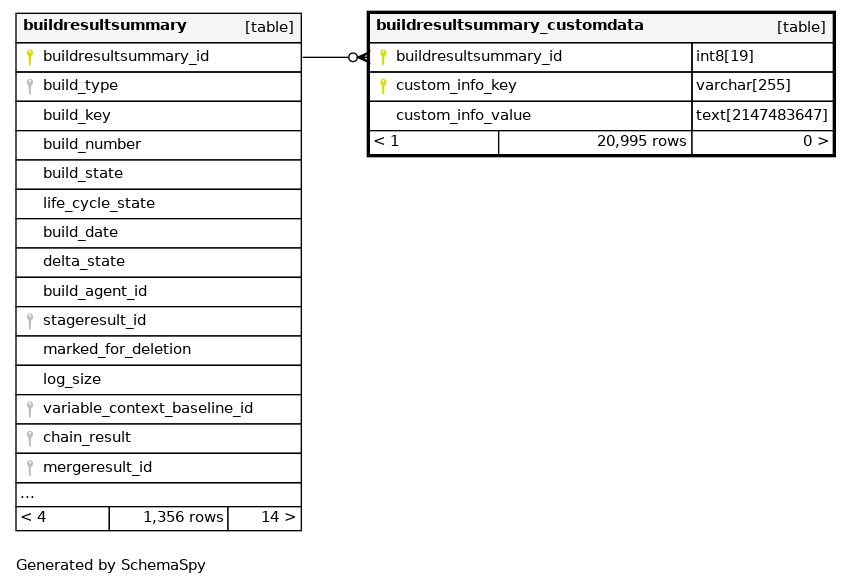 buildresultsummary [table]
buildresultsummary_id
build_type
build_key
build_number
build_state
life_cycle_state
build_date
delta_state
build_agent_id
stageresult_id
marked_for_deletion
log_size
variable_context_baseline_id
chain_result
mergeresult_id
...
< 4 1,356 rows 14 >
buildresultsummary_customdata [table]
buildresultsummary_id int8[19]
custom_info_key varchar[255]
custom_info_value text[2147483647]
< 1 20,995 rows 0 >
Generated by SchemaSpy